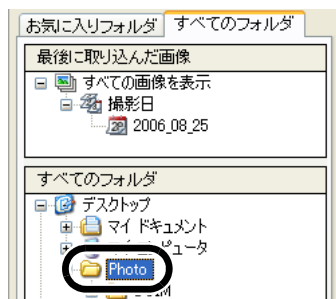 お気に入りフォルダ すべてのフォルダ
最後に取り込んだ画像
すべての画像を表示
撮影日
2006_08_25
すべてのフォルダ
デスクトップ
マイ ドキュメント
Photo